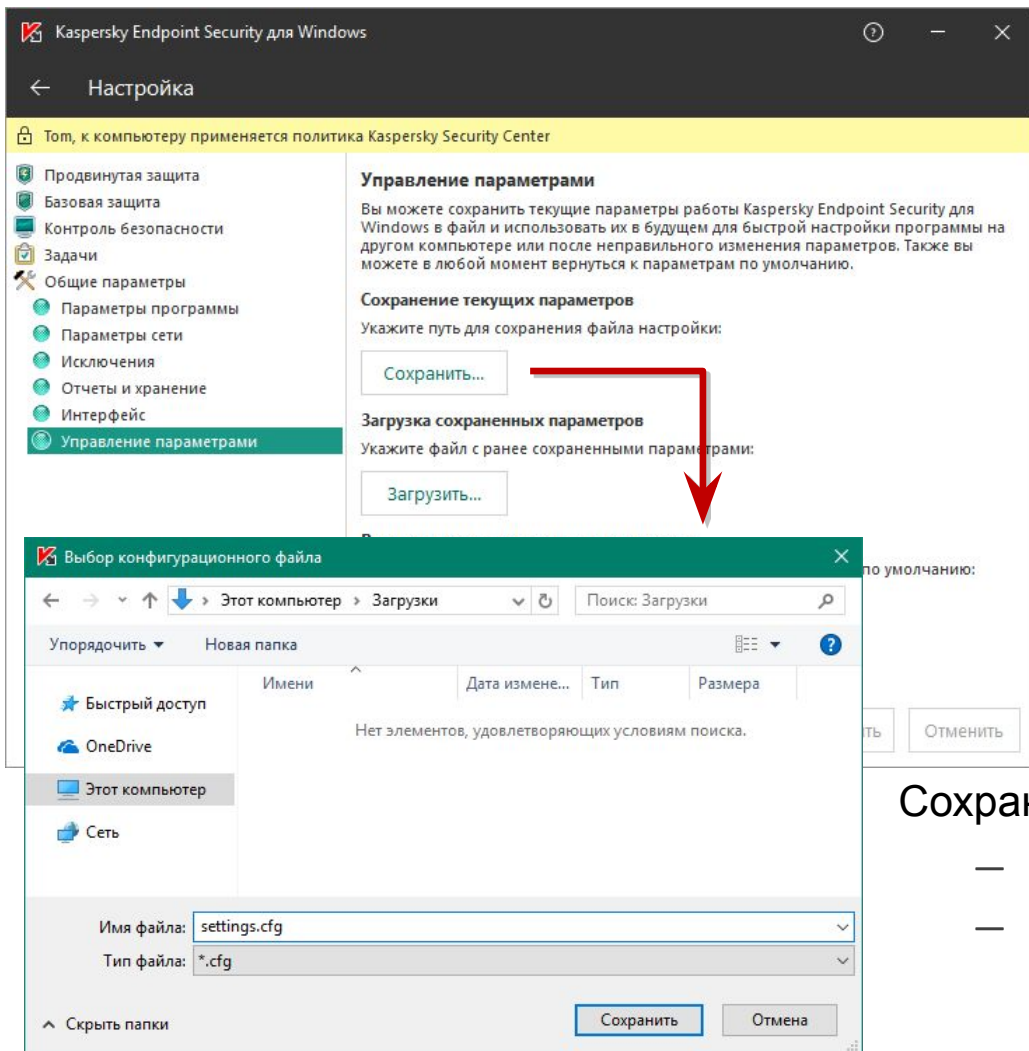 Kaspersky Endpoint Security для Windows
Настройка
Tom, к компьютеру применяется политика Kaspersky Security Center
Продвинутая защита
Базовая защита
Контроль безопасности
Задачи
Общие параметры
Параметры программы
Параметры сети
Исключения
Отчеты и хранение
Интерфейс
Управление параметрами
Управление параметрами
Вы можете сохранить текущие параметры работы Kaspersky Endpoint Security для
Windows в файл и использовать их в будущем для быстрой настройки программы на
другом компьютере или после неправильного изменения параметров. Также вы
можете в любой момент вернуться к параметрам по умолчанию.
Сохранение текущих параметров
Укажите путь для сохранения файла настройки:
Сохранить...
Загрузка сохраненных параметров
Укажите файл с ранее сохраненными параметрами:
Загрузить...
по умолчанию:
ть
Отменить
Выбор конфигурационного файла
Этот компьютер › Загрузки
Поиск: Загрузки
Упорядочить
Новая папка
Имени
Дата измене...
Тип
Размера
Быстрый доступ
OneDrive
Этот компьютер
Сеть
Нет элементов, удовлетворяющих условиям поиска.
Имя файла: settings.cfg
Тип файла: *.cfg
Скрыть папки
Сохранить
Отмена
Сохран
–
–